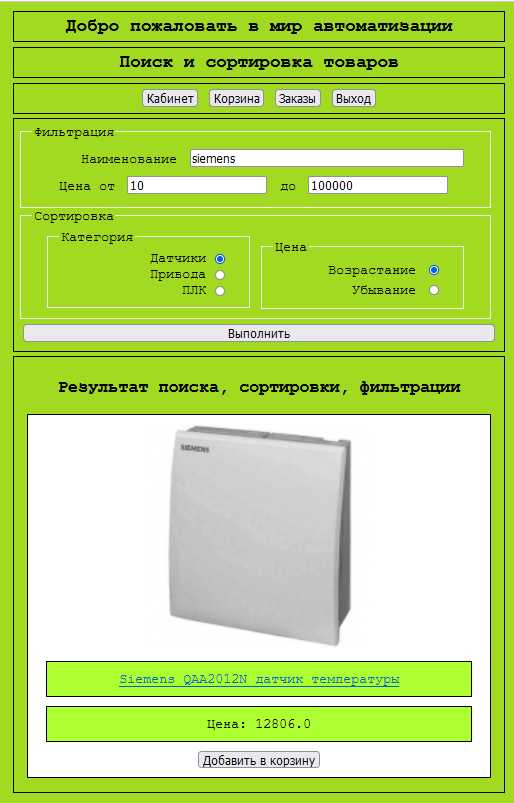 Добро пожаловать в мир автоматизации
Поиск и сортировка товаров
Кабинет Корзина Заказы Выход
Фильтрация
Наименование siemens
Цена от 10 до 100000
Сортировка
Категория
Датчики
Привода
ПЛК
Цена
Возрастание
Убывание
Выполнить
Результат поиска, сортировки, фильтрации
SIEMENS
Siemens QAA2012N датчик температуры
Цена: 12806.0
Добавить в корзину